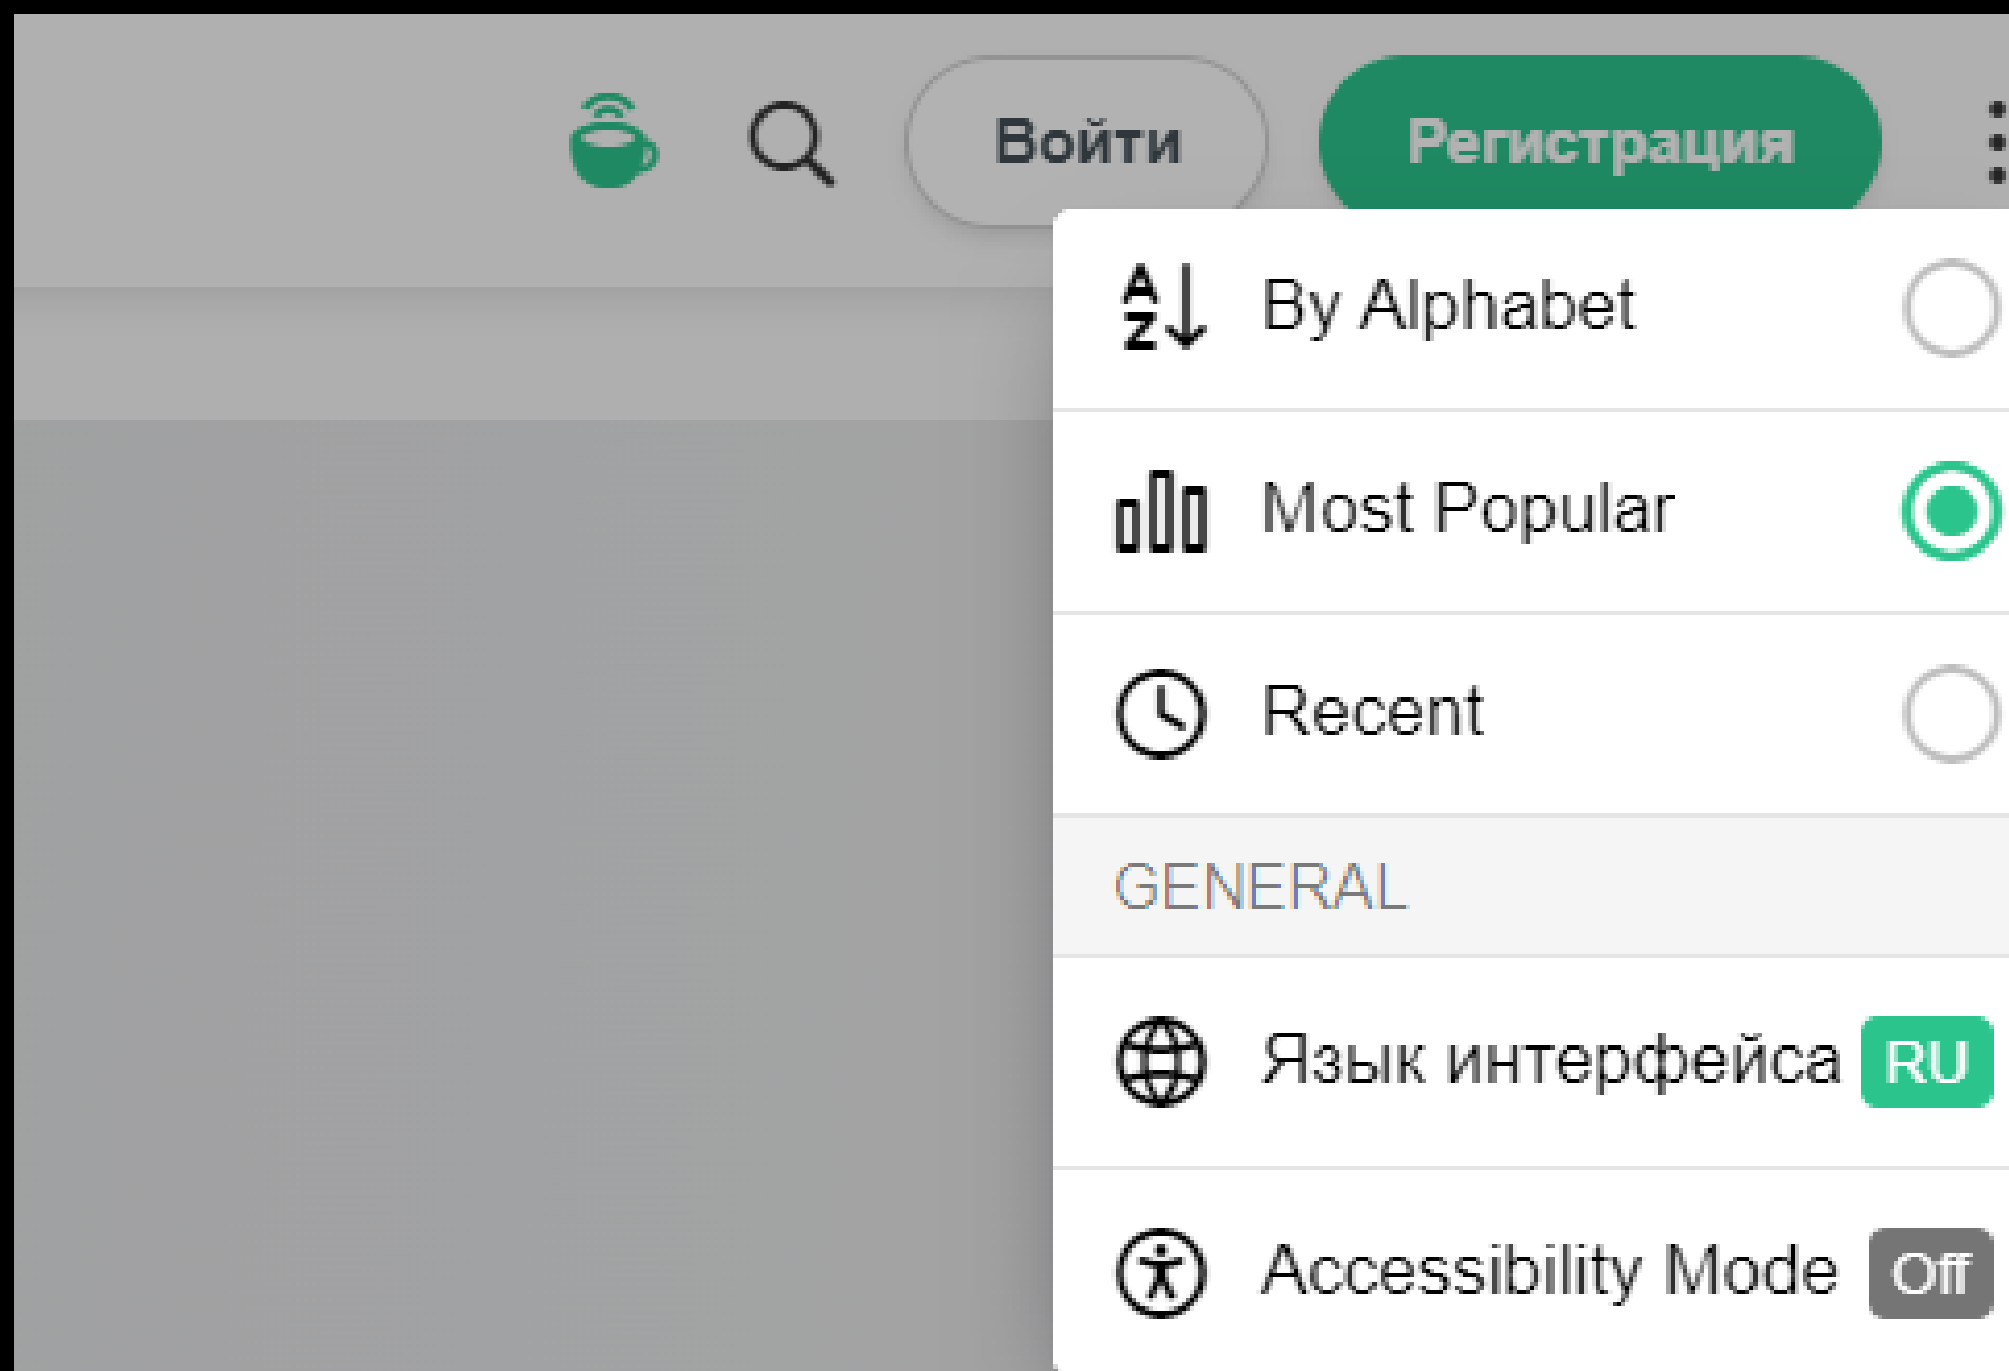 Войти
Регистрация
By Alphabet
Most Popular
Recent
GENERAL
Язык интерфейса RU
Accessibility Mode Off